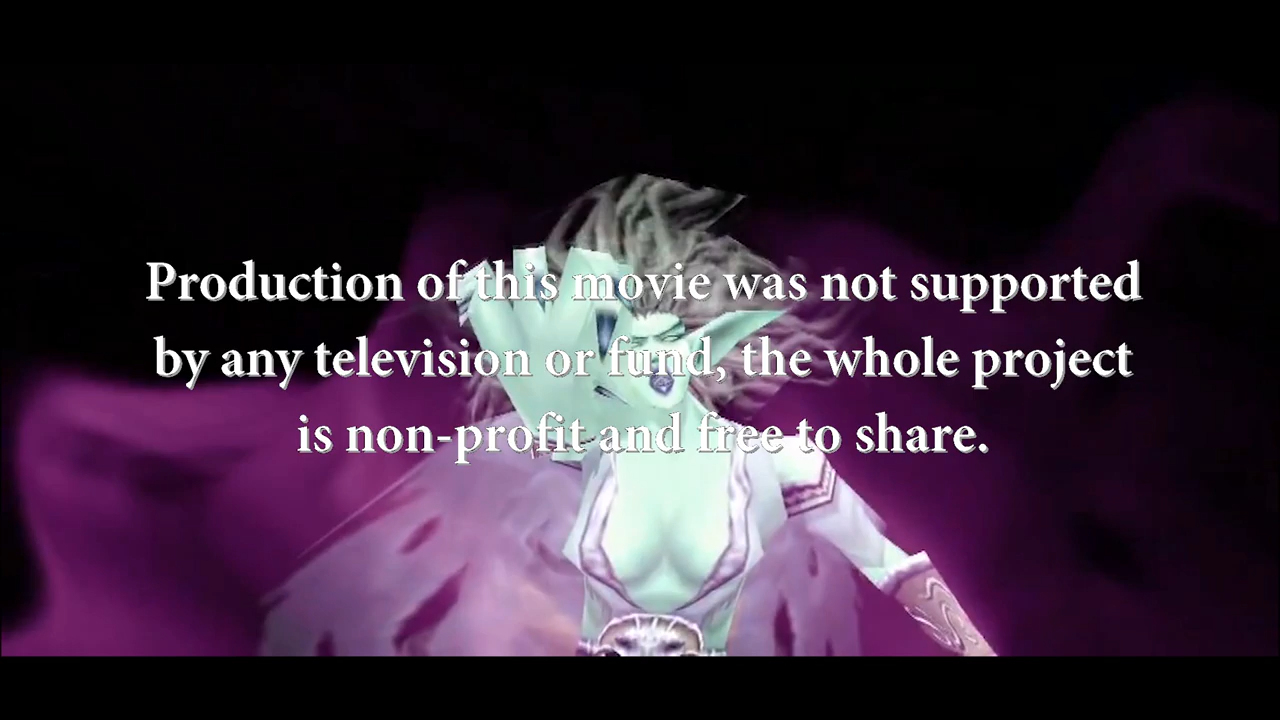 Production of this movie was not supported
by any television or fund, the whole project
is non-profit and free to share.